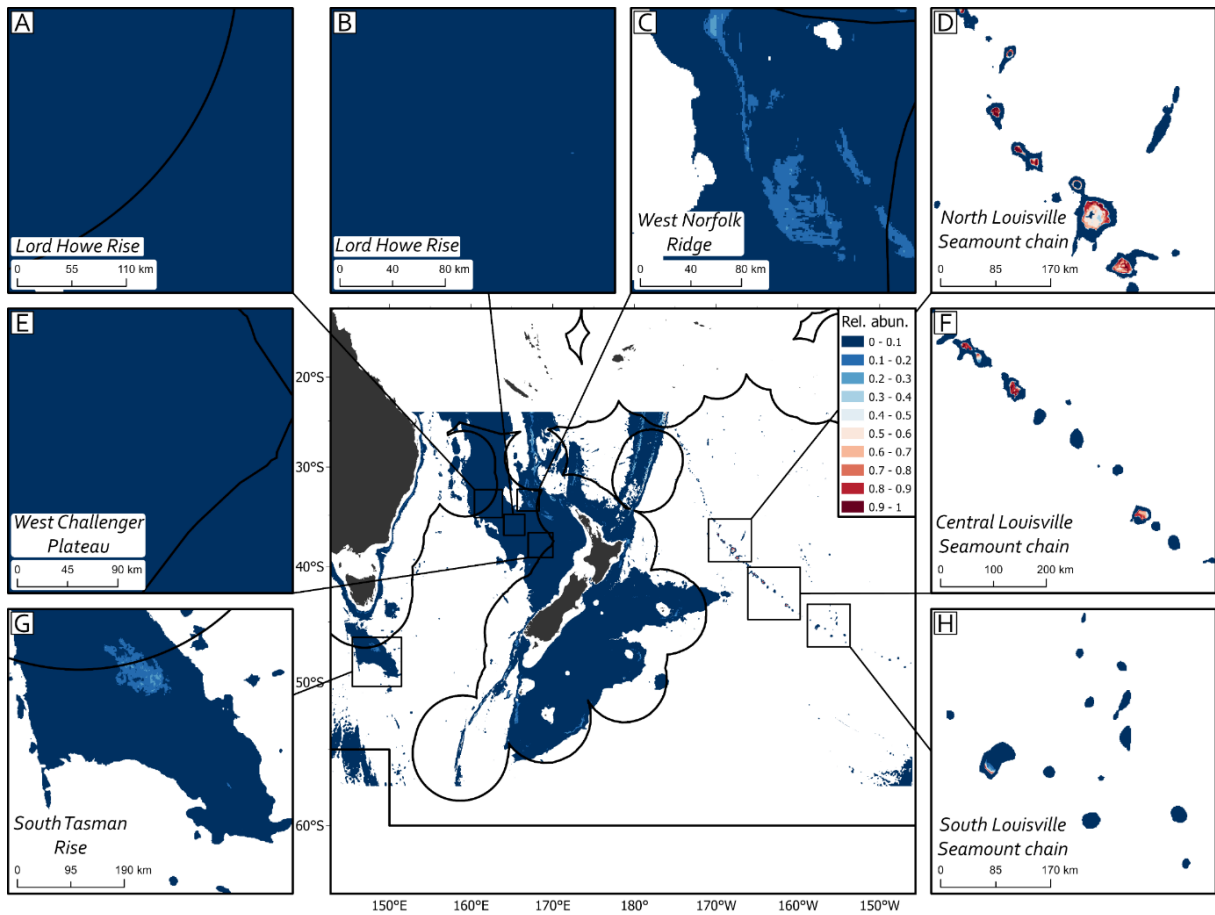 A
B
C
D
Lord Howe Rise
0 55 110 km
Lord Howe Rise
0 40 80 km
West Norfolk
Ridge
0 40 80 km
North Louisville
Seamount chain
0 85 170 km
E
West Challenger
Plateau
0 45 90 km
20°S
30°S
40°S
50°S
60°S
150°E
160°E
170°E
180°
170°W
160°W
150°W
Rel. abun.
0 - 0.1
0.1 - 0.2
0.2 - 0.3
0.3 - 0.4
0.4 - 0.5
0.5 - 0.6
0.6 - 0.7
0.7 - 0.8
0.8 - 0.9
0.9 - 1
F
Central Louisville
Seamount chain
0 100 200 km
G
South Tasman
Rise
0 95 190 km
H
South Louisville
Seamount chain
0 85 170 km